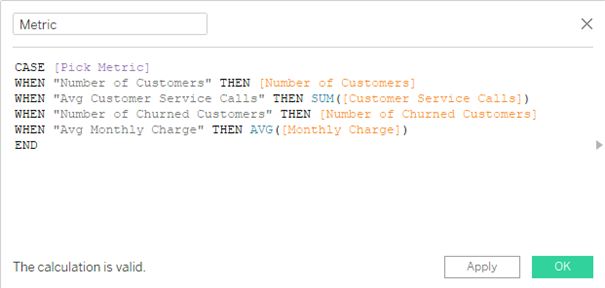 Metric
CASE [Pick Metric]
WHEN "Number of Customers" THEN [Number of Customers]
WHEN "Avg Customer Service Calls" THEN SUM([Customer Service Calls])
WHEN "Number of Churned Customers" THEN [Number of Churned Customers]
WHEN "Avg Monthly Charge" THEN AVG([Monthly Charge])
END
The calculation is valid.
Apply
OK